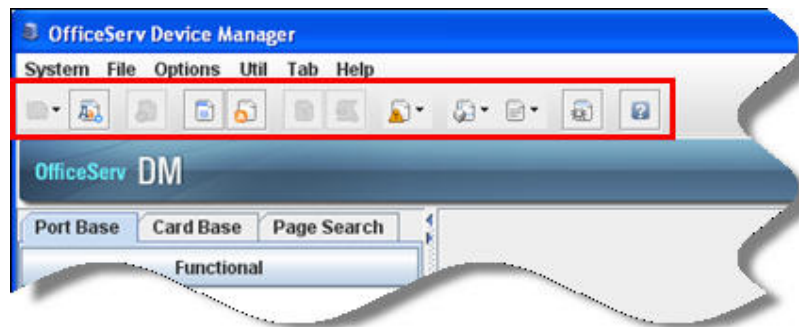 OfficeServ Device Manager
System File Options Util Tab Help
OfficeServ DM
Port Base Card Base Page Search
Functional